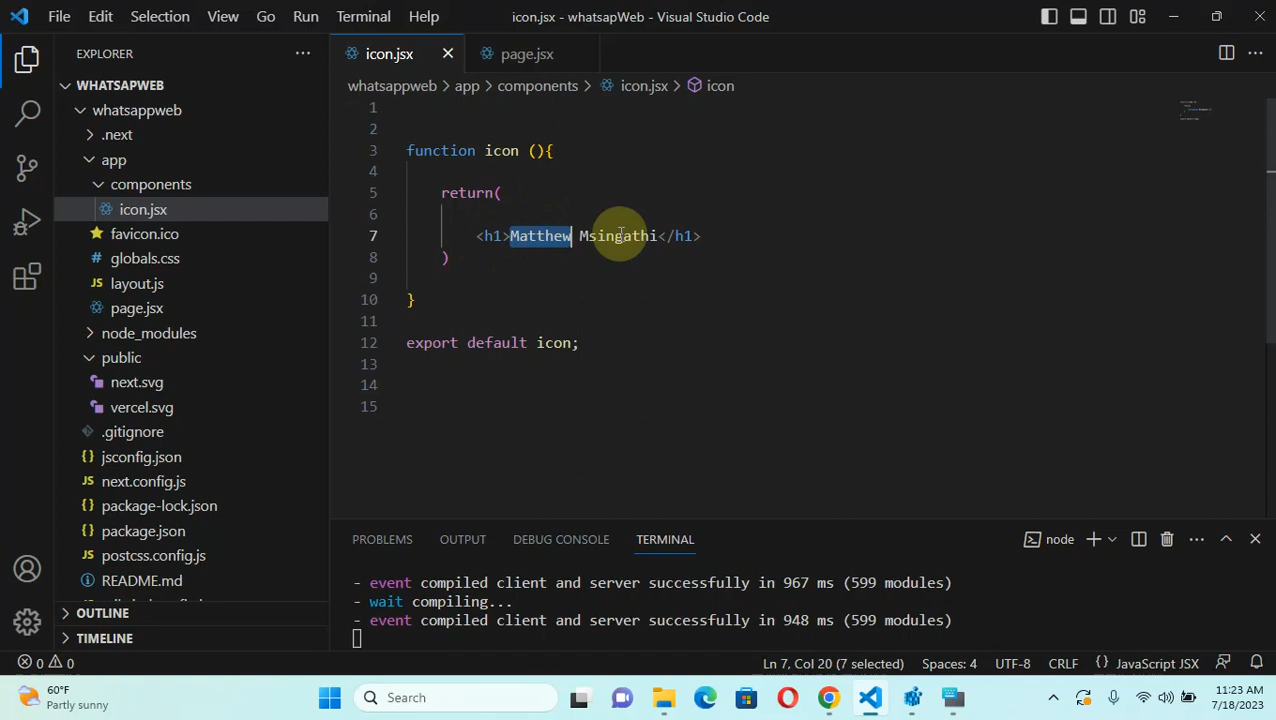 File Edit Selection View Go Run Terminal Help icon.jsx - whatsapWeb - Visual Studio Code
EXPLORER
WHATSAPWEB
whatsappweb
.next
app
components
icon.jsx
favicon.ico
globals.css
layout.js
page.jsx
node_modules
public
next.svg
vercel.svg
.gitignore
jsconfig.json
next.config.js
package-lock.json
package.json
postcss.config.js
README.md
OUTLINE
TIMELINE
icon.jsx page.jsx
whatsappweb > app > components > icon.jsx > icon
1
2
3 function icon (){
4
5 return(
6
7 <h1>Matthew Msingathi</h1>
8 )
9
10 }
11
12 export default icon;
13
14
15
PROBLEMS OUTPUT DEBUG CONSOLE TERMINAL node
- event compiled client and server successfully in 967 ms (599 modules)
- wait compiling...
- event compiled client and server successfully in 948 ms (599 modules)
0 0 Ln 7, Col 20 (7 selected) Spaces: 4 UTF-8 CRLF {} JavaScript JSX
60°F
Partly sunny
Search
11:23 AM
7/18/2023